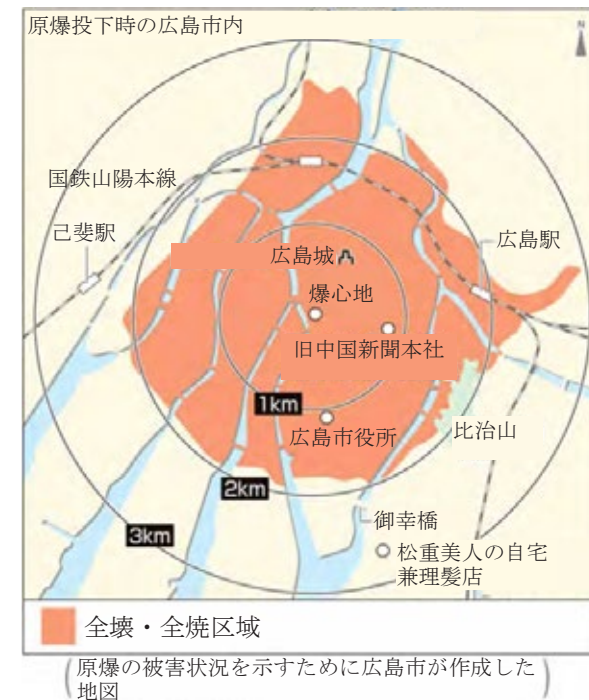 原爆投下時の広島市内
国鉄山陽本線
己斐駅
広島城
広島駅
爆心地
旧中国新聞本社
1km
広島市役所
比治山
2km
御幸橋
3km
松重美人の自宅
兼理髪店
全壊・全焼区域
(原爆の被害状況を示すために広島市が作成した
地図)